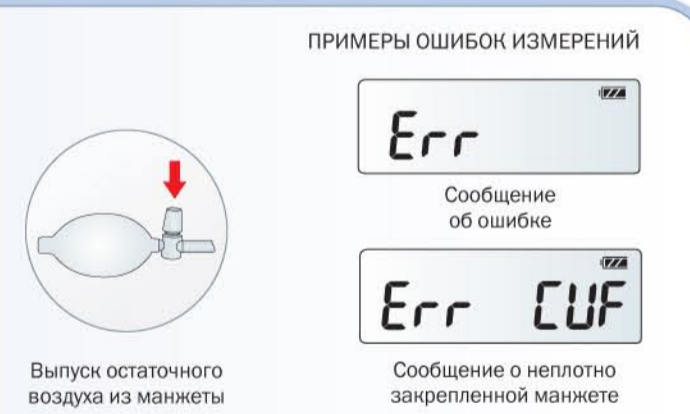 ПРИМЕРЫ ОШИБОК ИЗМЕРЕНИЙ
Err
Сообщение
об ошибке
Err CUF
Сообщение о неплотно
закрепленной манжете
Выпуск остаточного
воздуха из манжеты